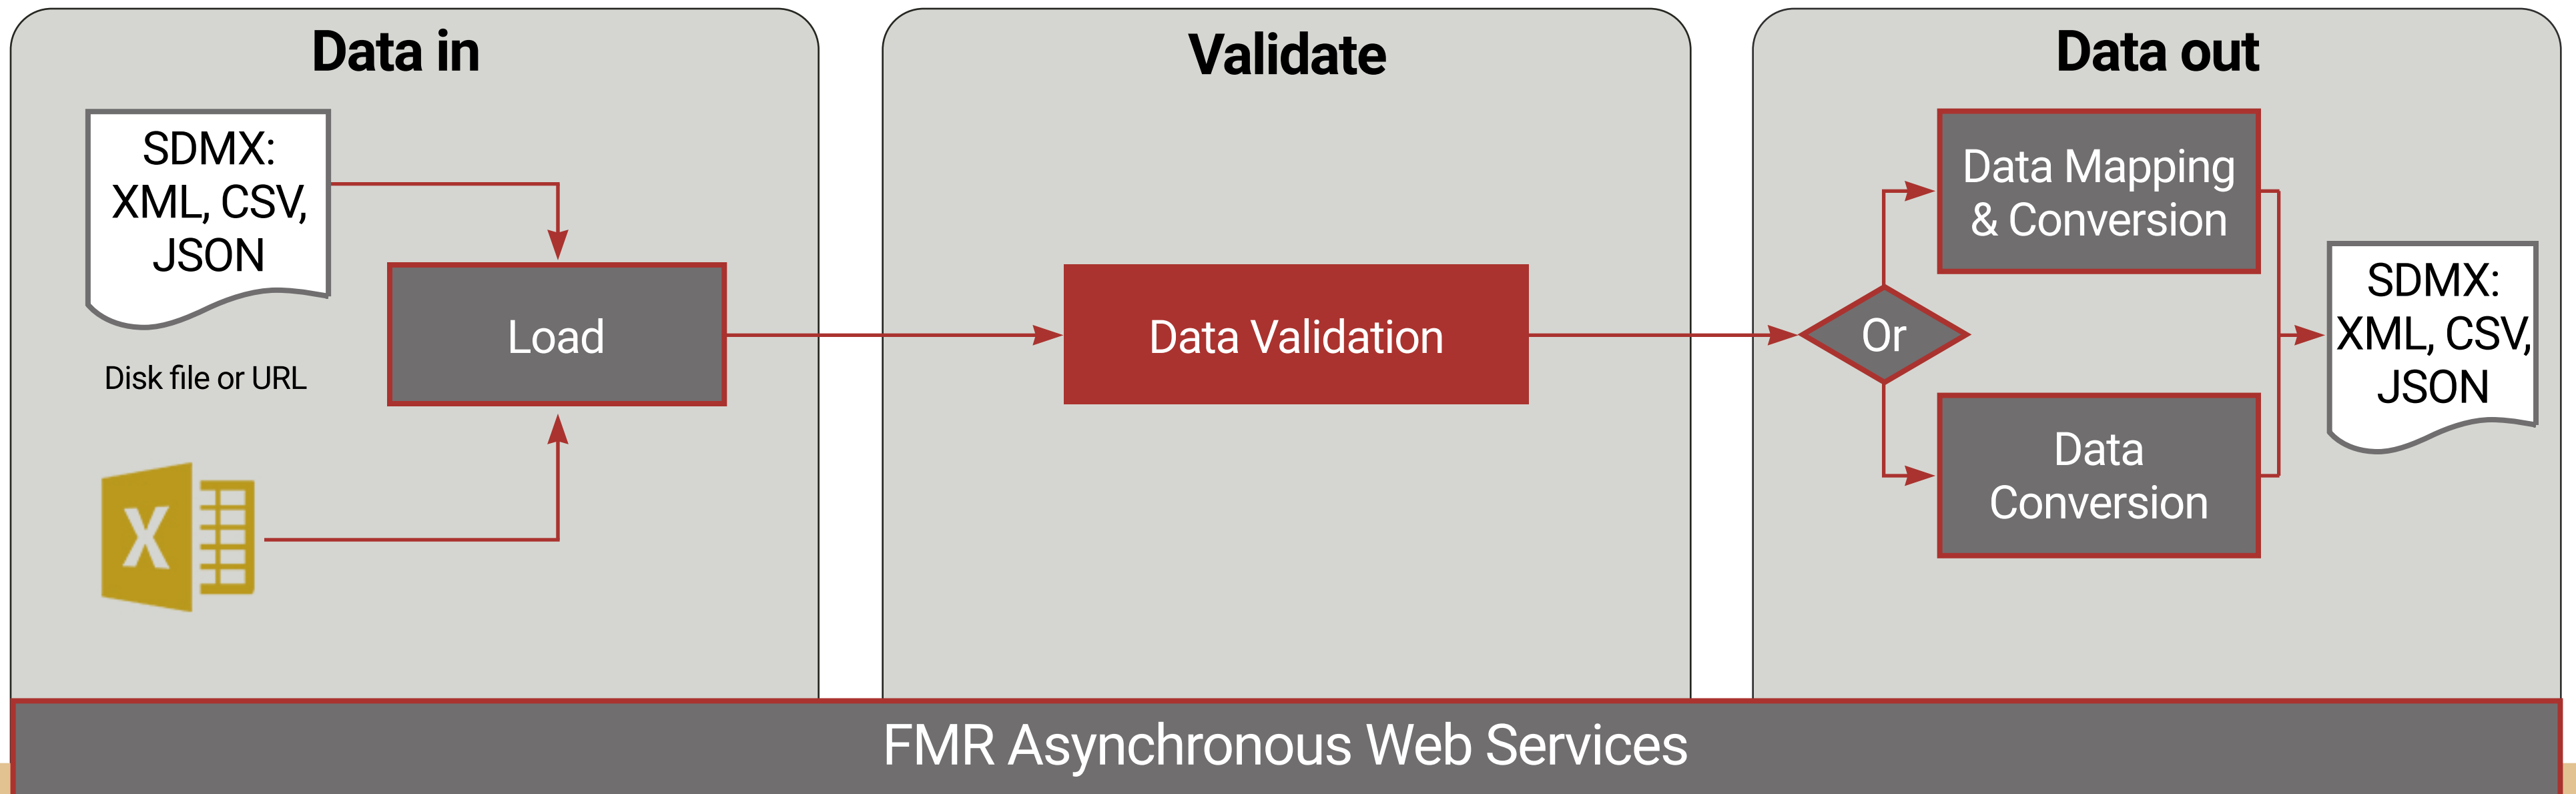 Data in
SDMX:
XML, CSV,
JSON
Disk file or URL
X
Load
Validate
Data Validation
Data out
Or
Data Mapping
& Conversion
Data
Conversion
SDMX:
XML, CSV,
JSON
FMR Asynchronous Web Services